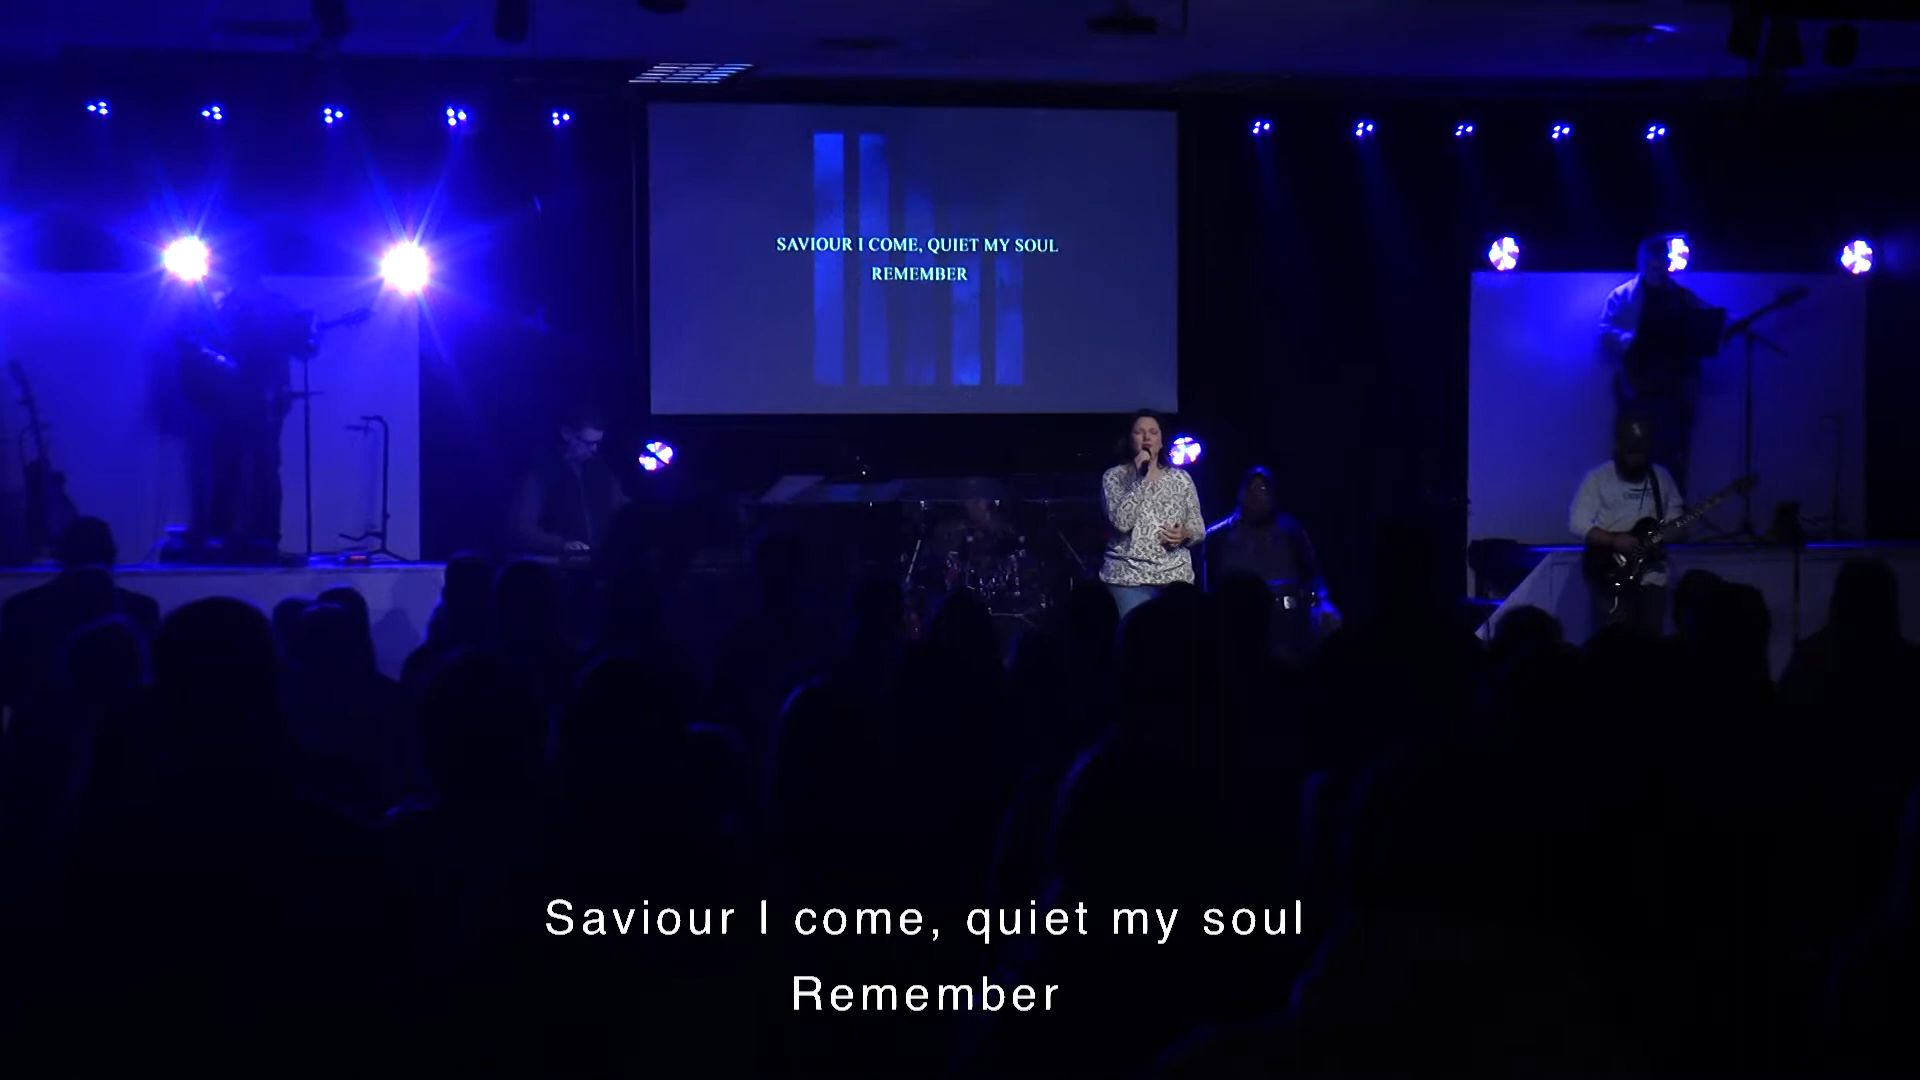 SAVIOUR I COME, QUIET MY SOUL
REMEMBER
Saviour I come, quiet my soul
Remember